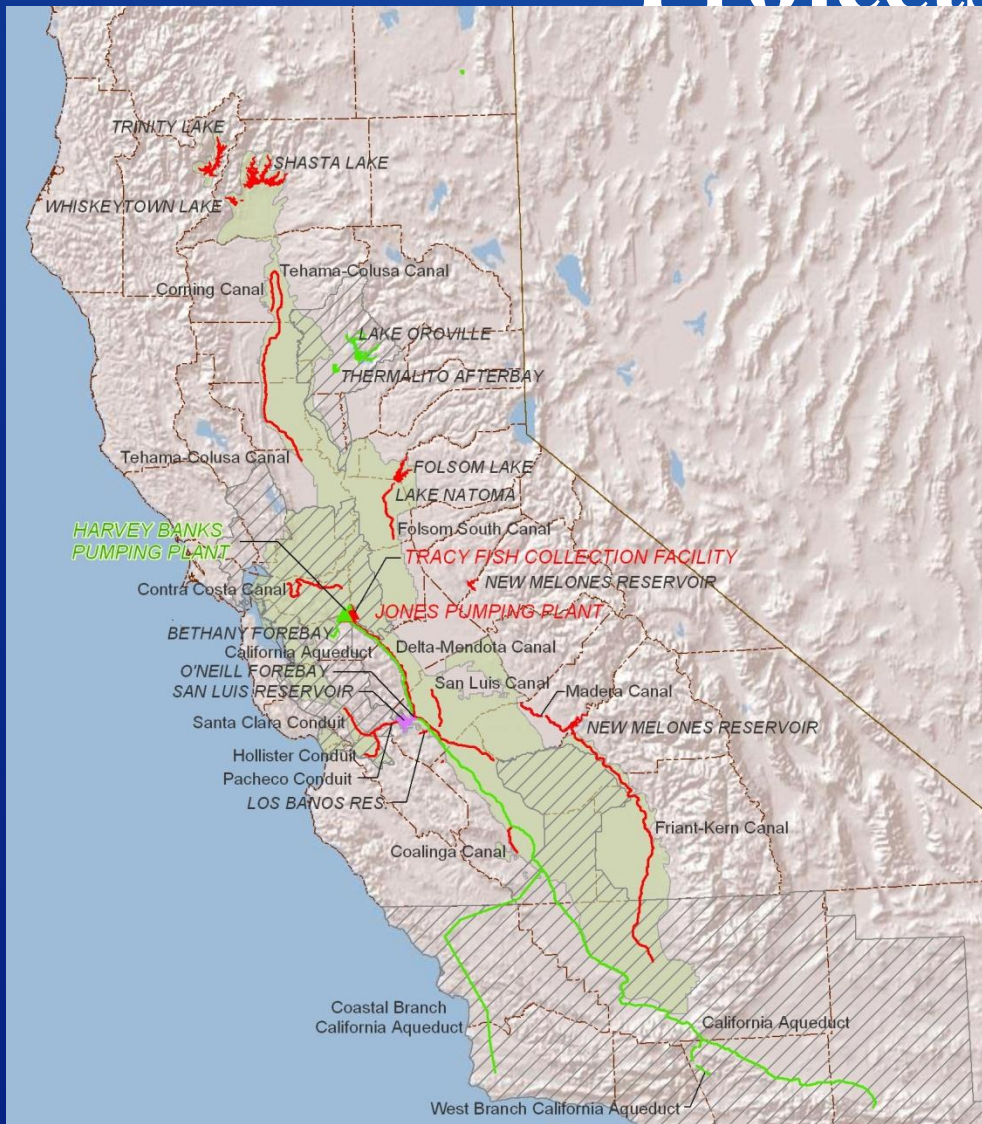 TRINITY LAKE
SHASTA LAKE
WHISKEYTOWN LAKE
Tehama-Colusa Canal
Corning Canal
LAKE OROVILLE
THERMALITO AFTERBAY
Tehama-Colusa Canal
FOLSOM LAKE
LAKE NATOMA
HARVEY BANKS
PUMPING PLANT
Folsom South Canal
TRACY FISH COLLECTION FACILITY
NEW MELONES RESERVOIR
Contra Costa Canal
JONES PUMPING PLANT
BETHANY FOREBAY
California Aqueduct
Delta-Mendota Canal
O'NEILL FOREBAY
San Luis Canal
SAN LUIS RESERVOIR
Madera Canal
Santa Clara Conduit
NEW MELONES RESERVOIR
Hollister Conduit
Pacheco Conduit
LOS BANOS RES.
Friant-Kern Canal
Coalinga Canal
Coastal Branch
California Aqueduct
California Aqueduct
West Branch California Aqueduct